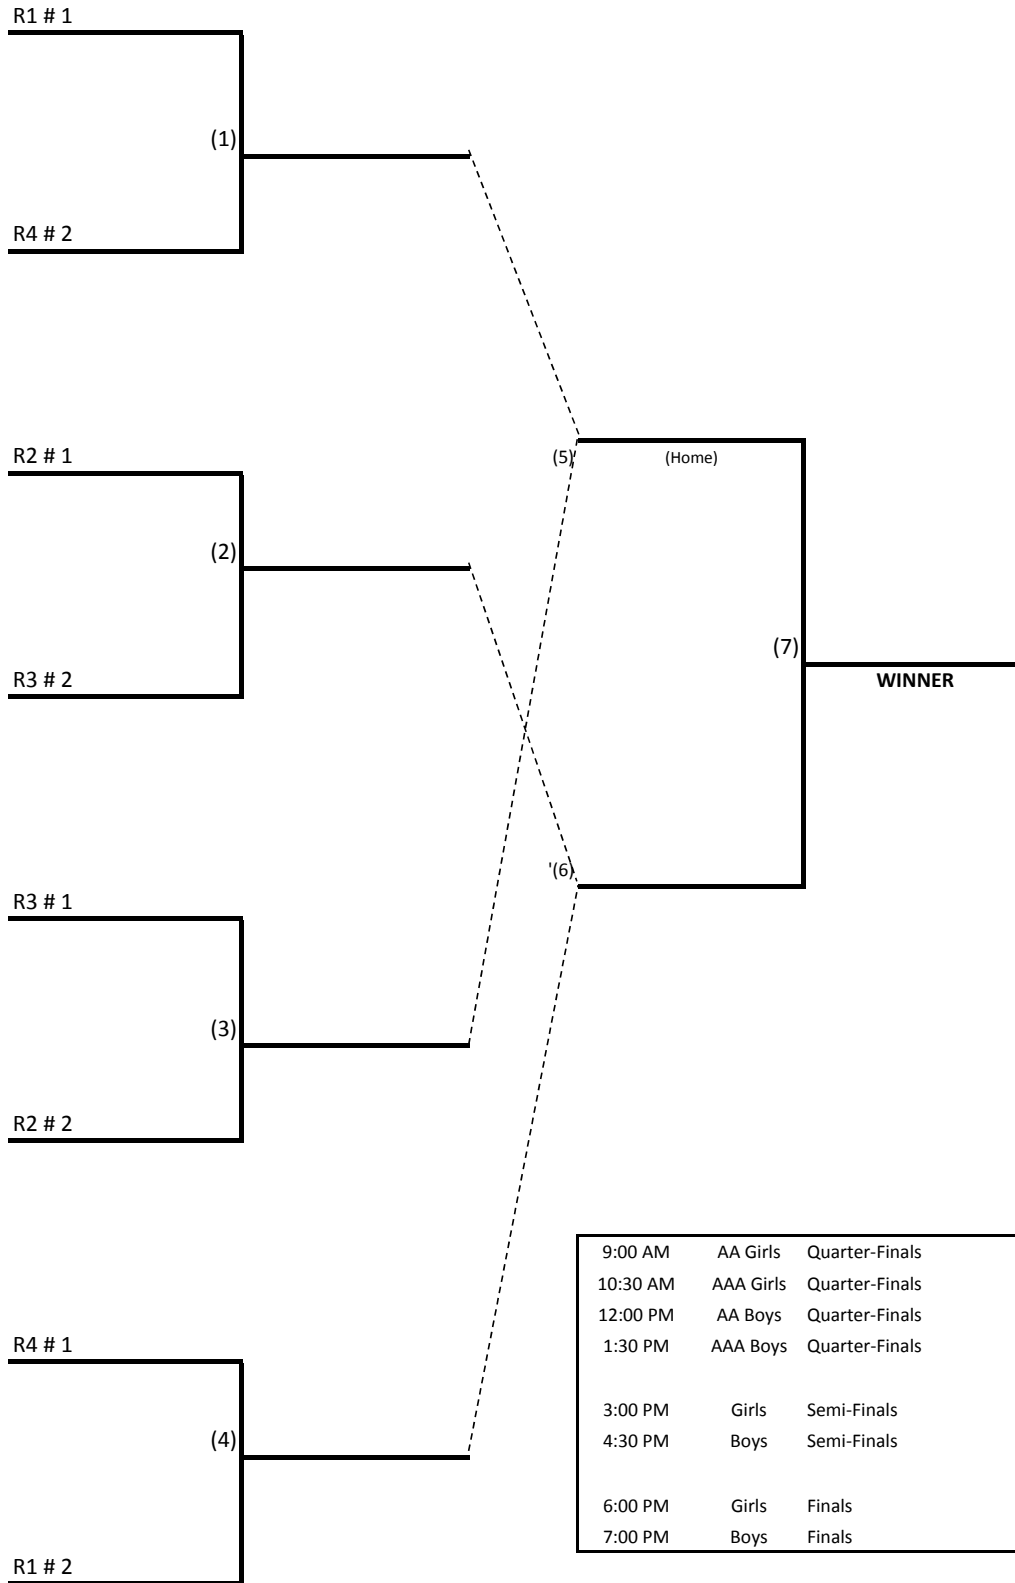 R1 # 1
(1)
R4 # 2
R2 # 1
(5)
(Home)
(2)
(7)
R3 # 2
WINNER
'(6)
R3 # 1
(3)
R2 # 2
9:00 AM AA Girls Quarter-Finals
10:30 AM AAA Girls Quarter-Finals
12:00 PM AA Boys Quarter-Finals
1:30 PM AAA Boys Quarter-Finals
3:00 PM Girls Semi-Finals
4:30 PM Boys Semi-Finals
6:00 PM Girls Finals
7:00 PM Boys Finals
R4 # 1
(4)
R1 # 2